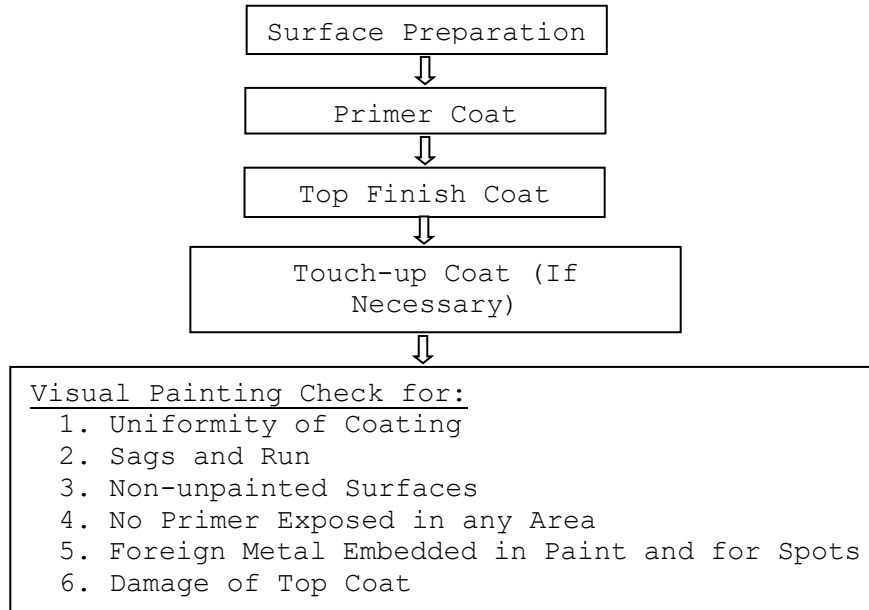 Surface Preparation
Primer Coat
Top Finish Coat
Touch-up Coat (If
Necessary)
Visual Painting Check for:
1. Uniformity of Coating
2. Sags and Run
3. Non-unpainted Surfaces
4. No Primer Exposed in any Area
5. Foreign Metal Embedded in Paint and for Spots
6. Damage of Top Coat